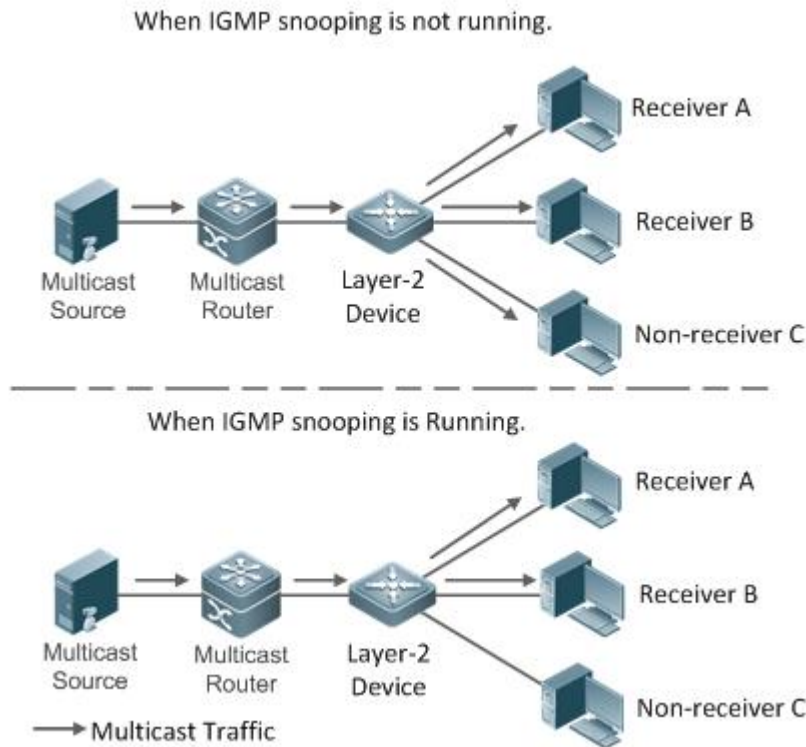 When IGMP snooping is not running.
Receiver A
Receiver B
Multicast
Source
Multicast
Router
Layer-2
Device
Non-receiver C
When IGMP snooping is Running.
Receiver A
Receiver B
Multicast
Source
Multicast
Router
Layer-2
Device
Non-receiver C
Multicast Traffic